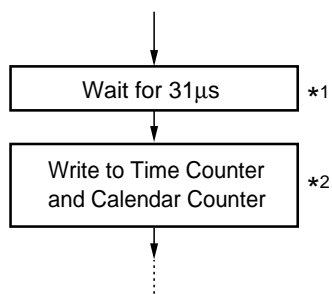 Wait for 31µs
*1
Write to Time Counter
and Calendar Counter
*2